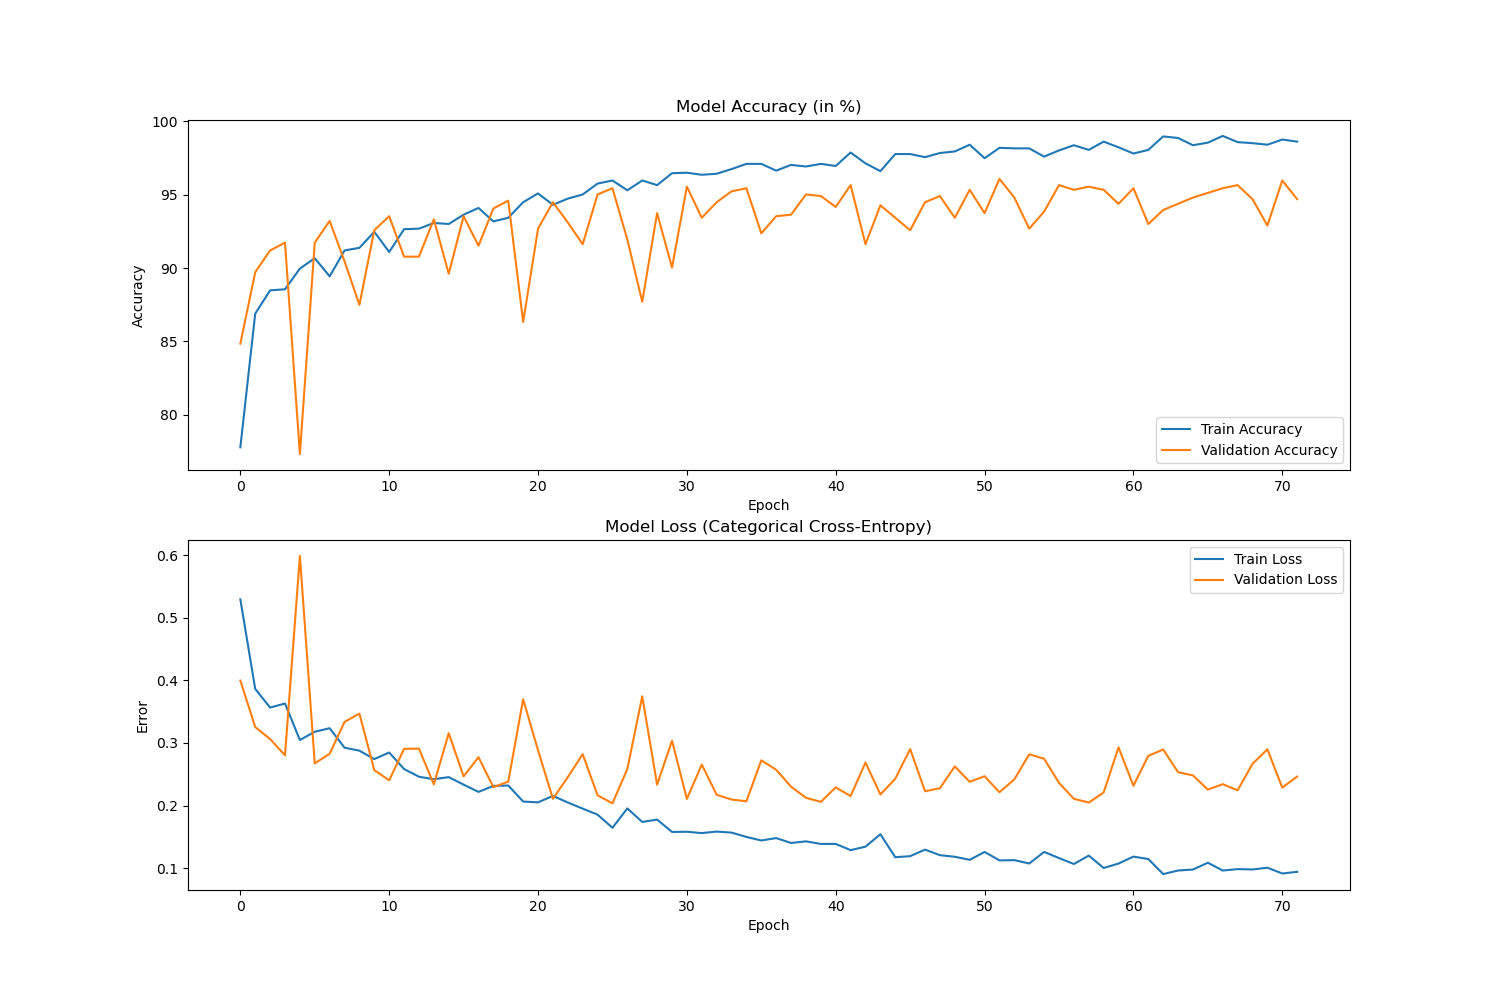 Model Accuracy (in %)
100
95
90
85
80
Accuracy
Train Accuracy
Validation Accuracy
0 10 20 30 40 50 60 70
Epoch
Model Loss (Categorical Cross-Entropy)
0.6
0.5
0.4
0.3
0.2
0.1
Error
Train Loss
Validation Loss
0 10 20 30 40 50 60 70
Epoch